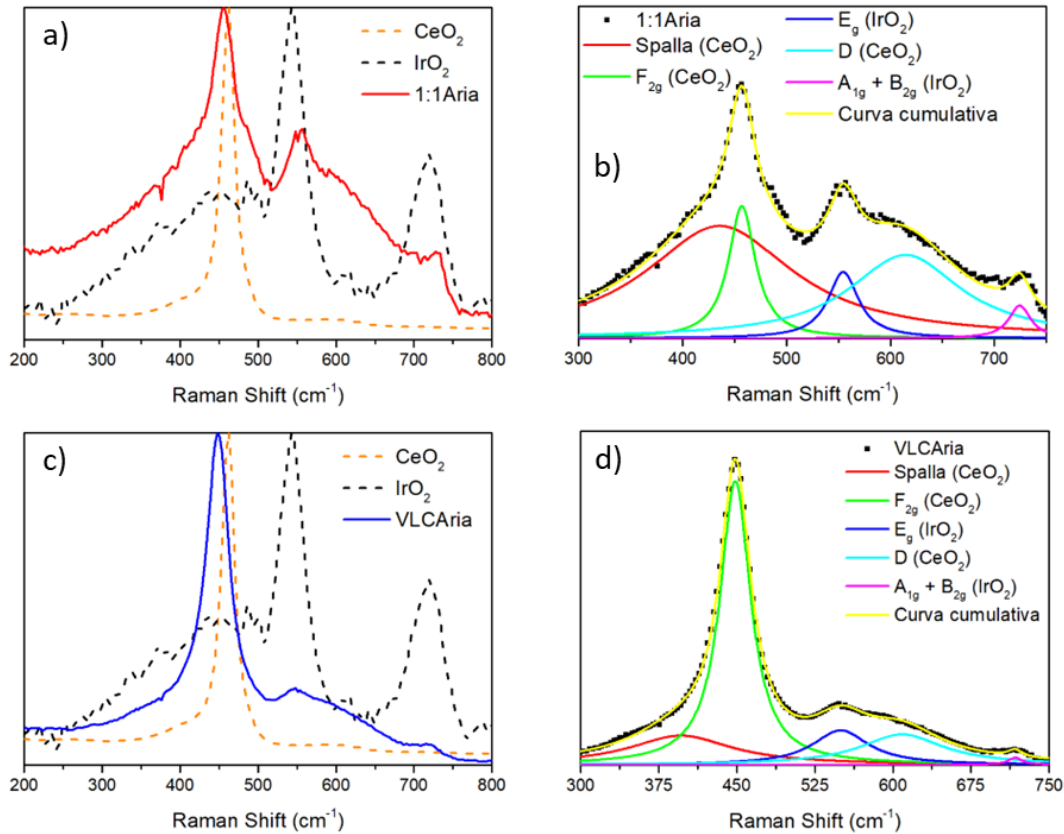 a)
CeO₂
IrO₂
1:1Aria
200 300 400 500 600 700 800
Raman Shift (cm⁻¹)
b)
1:1Aria
Spalla (CeO₂)
F₂g (CeO₂)
Eg (IrO₂)
D (CeO₂)
A₁g + B₂g (IrO₂)
Curva cumulativa
300 400 500 600 700
Raman Shift (cm⁻¹)
c)
CeO₂
IrO₂
VLCAria
200 300 400 500 600 700 800
Raman Shift (cm⁻¹)
d)
VLCAria
Spalla (CeO₂)
F₂g (CeO₂)
Eg (IrO₂)
D (CeO₂)
A₁g + B₂g (IrO₂)
Curva cumulativa
300 375 450 525 600 675 750
Raman Shift (cm⁻¹)